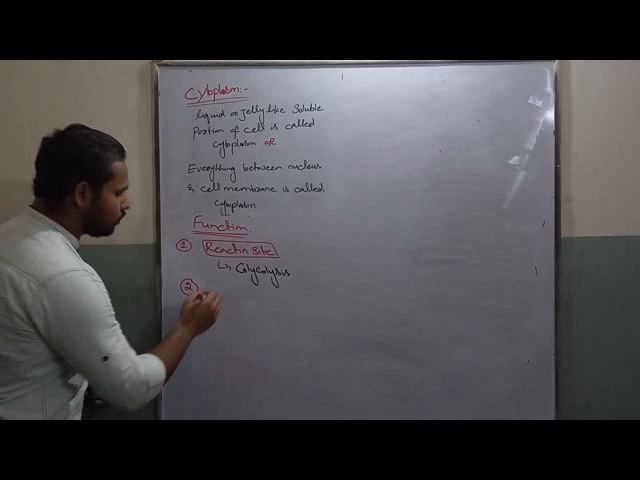 Cytoplasm:-
liquid or Jelly like Soluble
Portion of cell is called
cytoplasm OR
Everything between nucleus
& cell membrane is called
cytoplasm
Function.
① Reaction Site
↳ Glycolysis
②